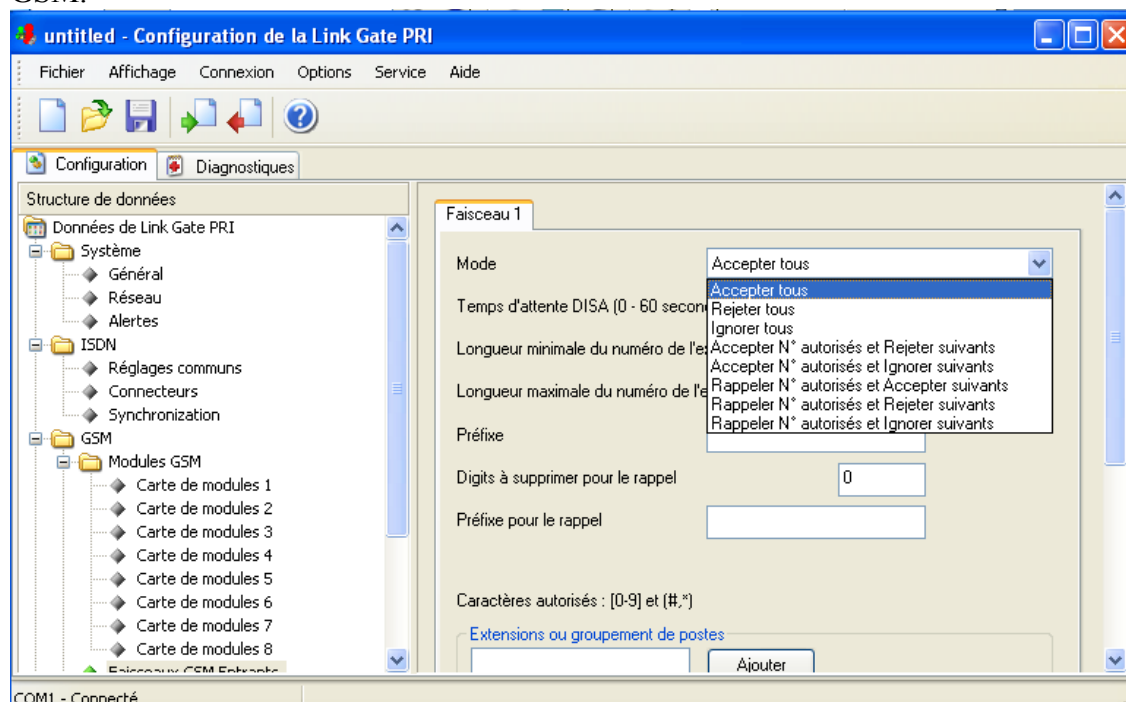 GSM.
untitled - Configuration de la Link Gate PRI
Fichier Affichage Connexion Options Service Aide
Configuration Diagnostiques
Structure de données
Données de Link Gate PRI
Système
Général
Réseau
Alertes
ISDN
Réglages communs
Connecteurs
Synchronization
GSM
Modules GSM
Carte de modules 1
Carte de modules 2
Carte de modules 3
Carte de modules 4
Carte de modules 5
Carte de modules 6
Carte de modules 7
Carte de modules 8
Faisceaux GSM Entrants
Faisceau 1
Mode Accepter tous
Accepter tous
Temps d'attente DISA (0 - 60 secon
Rejeter tous
Ignorer tous
Longueur minimale du numéro de l'e
Accepter N° autorisés et Rejeter suivants
Accepter N° autorisés et Ignorer suivants
Longueur maximale du numéro de l'e
Rappeler N° autorisés et Accepter suivants
Rappeler N° autorisés et Rejeter suivants
Rappeler N° autorisés et Ignorer suivants
Préfixe
Digits à supprimer pour le rappel 0
Préfixe pour le rappel
Caractères autorisés : [0-9] et (#,*)
Extensions ou groupement de postes
Ajouter
COM1 - Connecté